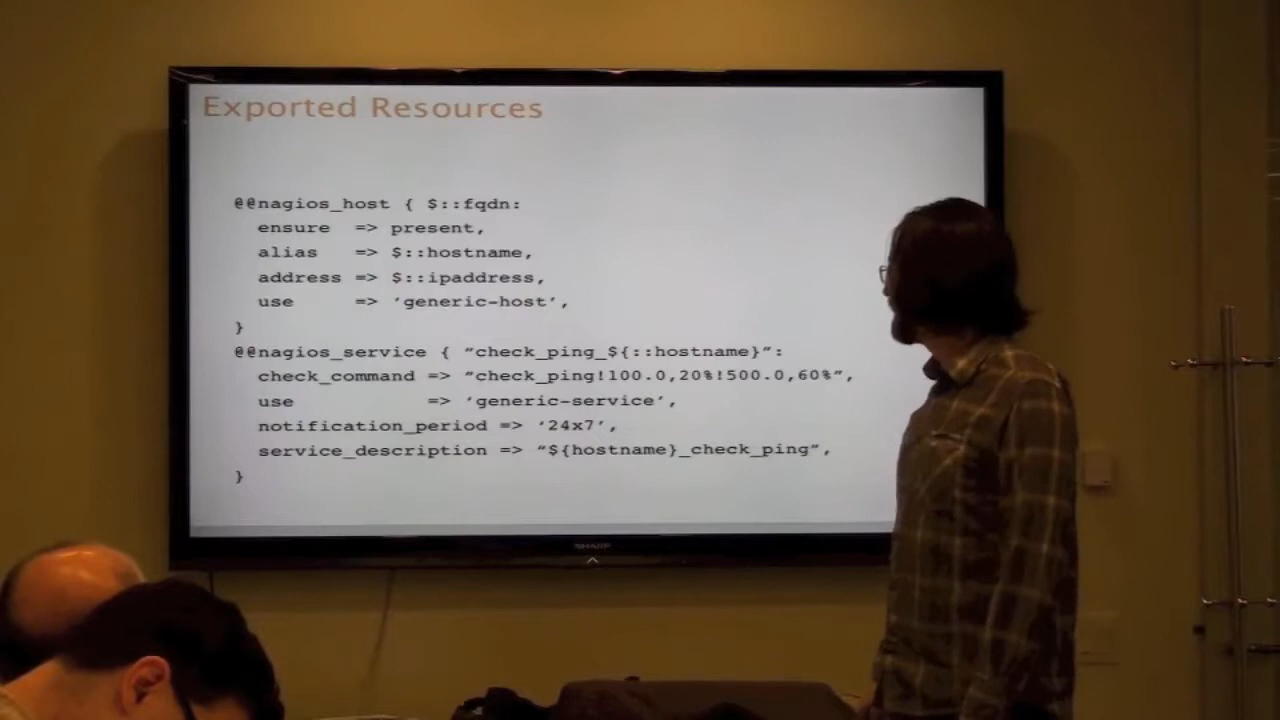 Exported Resources
@@nagios_host { $::fqdn:
ensure => present,
alias => $::hostname,
address => $::ipaddress,
use => ‘generic-host’,
}
@@nagios_service { ”check_ping_${::hostname}”:
check_command => ”check_ping!100.0,20%!500.0,60%”,
use => ‘generic-service’,
notification_period => ‘24x7’,
service_description => “${hostname}_check_ping”,
}
SHARP